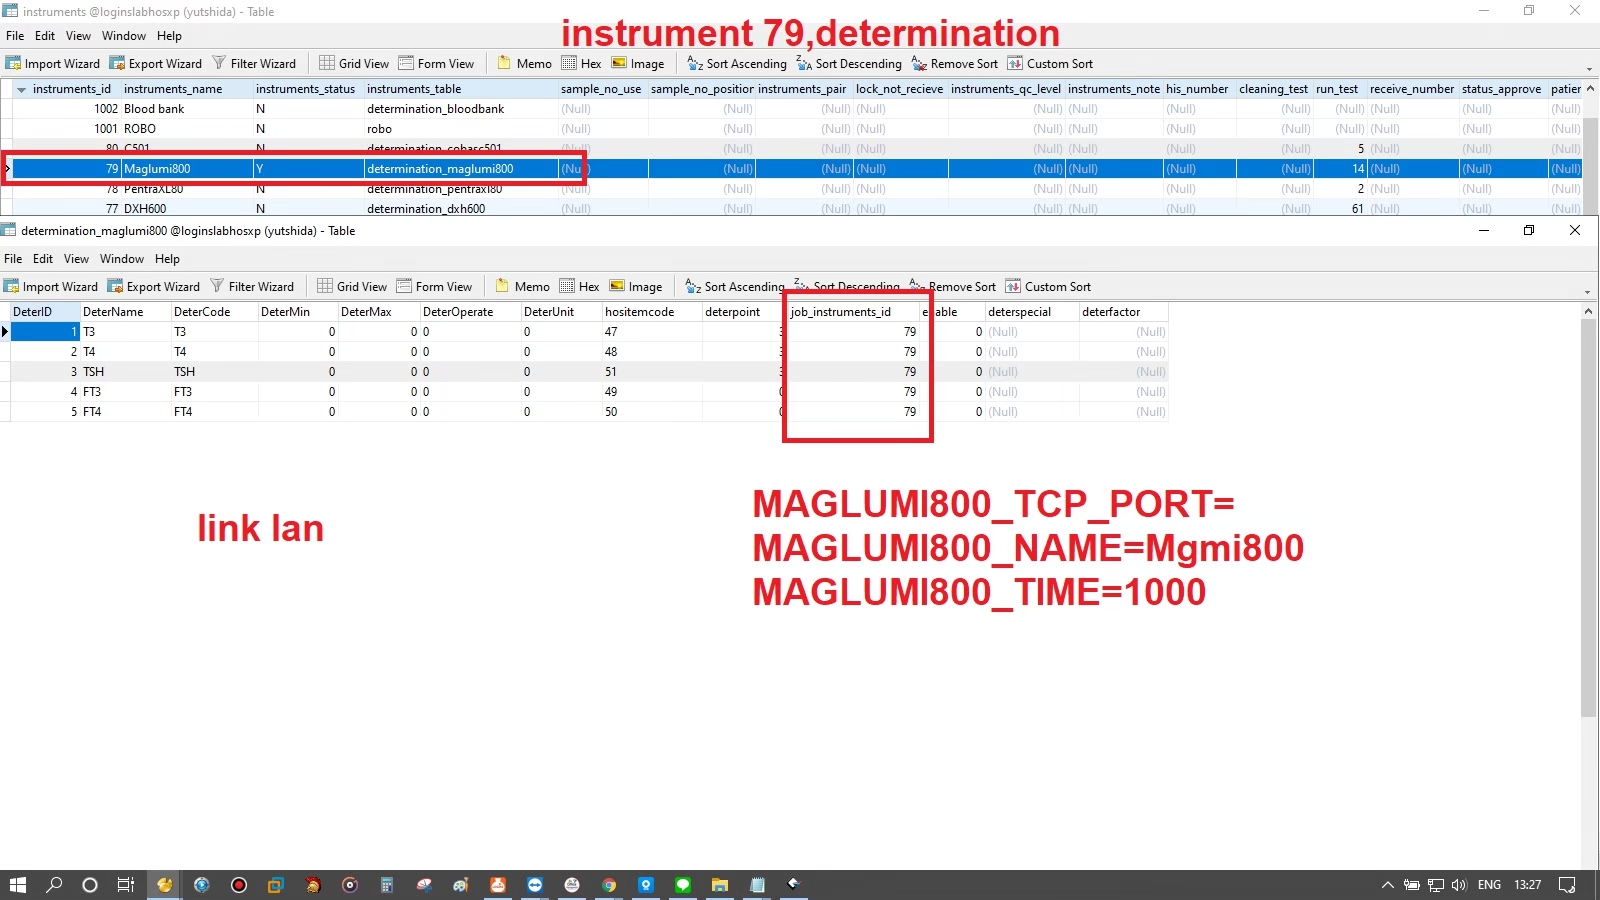 instruments @loginslabhosxp (yutshida) - Table
instrument 79,determination
File Edit View Window Help
Import Wizard Export Wizard Filter Wizard Grid View Form View Memo Hex Image Sort Ascending Sort Descending Remove Sort Custom Sort
instruments_id instruments_name instruments_status instruments_table sample_no_use sample_no_position instruments_pair lock_not_recieve instruments_qc_level instruments_note his_number cleaning_test run_test receive_number status_approve patier
1002 Blood bank N determination_bloodbank (Null) (Null) (Null) (Null) (Null) (Null) (Null) (Null) (Null) (Null) (Null) (Null)
1001 ROBO N robo (Null) (Null) (Null) (Null) (Null) (Null) (Null) (Null) (Null) (Null) (Null) (Null)
80 C501 N determination_cobasc501 (Null) (Null) (Null) (Null) (Null) (Null) (Null) (Null) 5 (Null) (Null) (Null)
79 Maglumi800 Y determination_maglumi800 (Null) (Null) (Null) (Null) (Null) (Null) (Null) (Null) 14 (Null) (Null) (Null)
78 PentraXL80 N determination_pentraxl80 (Null) (Null) (Null) (Null) (Null) (Null) (Null) (Null) 2 (Null) (Null) (Null)
77 DXH600 N determination_dxh600 (Null) (Null) (Null) (Null) (Null) (Null) (Null) (Null) 61 (Null) (Null) (Null)
determination_maglumi800 @loginslabhosxp (yutshida) - Table
File Edit View Window Help
Import Wizard Export Wizard Filter Wizard Grid View Form View Memo Hex Image Sort Ascending Sort Descending Remove Sort Custom Sort
DeterID DeterName DeterCode DeterMin DeterMax DeterOperate DeterUnit hositemcode deterpoint job_instruments_id enable deterspecial deterfactor
1 T3 T3 0 0 0 0 47 3 79 0 (Null) (Null)
2 T4 T4 0 0 0 0 48 3 79 0 (Null) (Null)
3 TSH TSH 0 0 0 0 51 3 79 0 (Null) (Null)
4 FT3 FT3 0 0 0 0 49 0 79 0 (Null) (Null)
5 FT4 FT4 0 0 0 0 50 0 79 0 (Null) (Null)
link lan
MAGLUMI800_TCP_PORT=
MAGLUMI800_NAME=Mgmi800
MAGLUMI800_TIME=1000
ENG 13:27